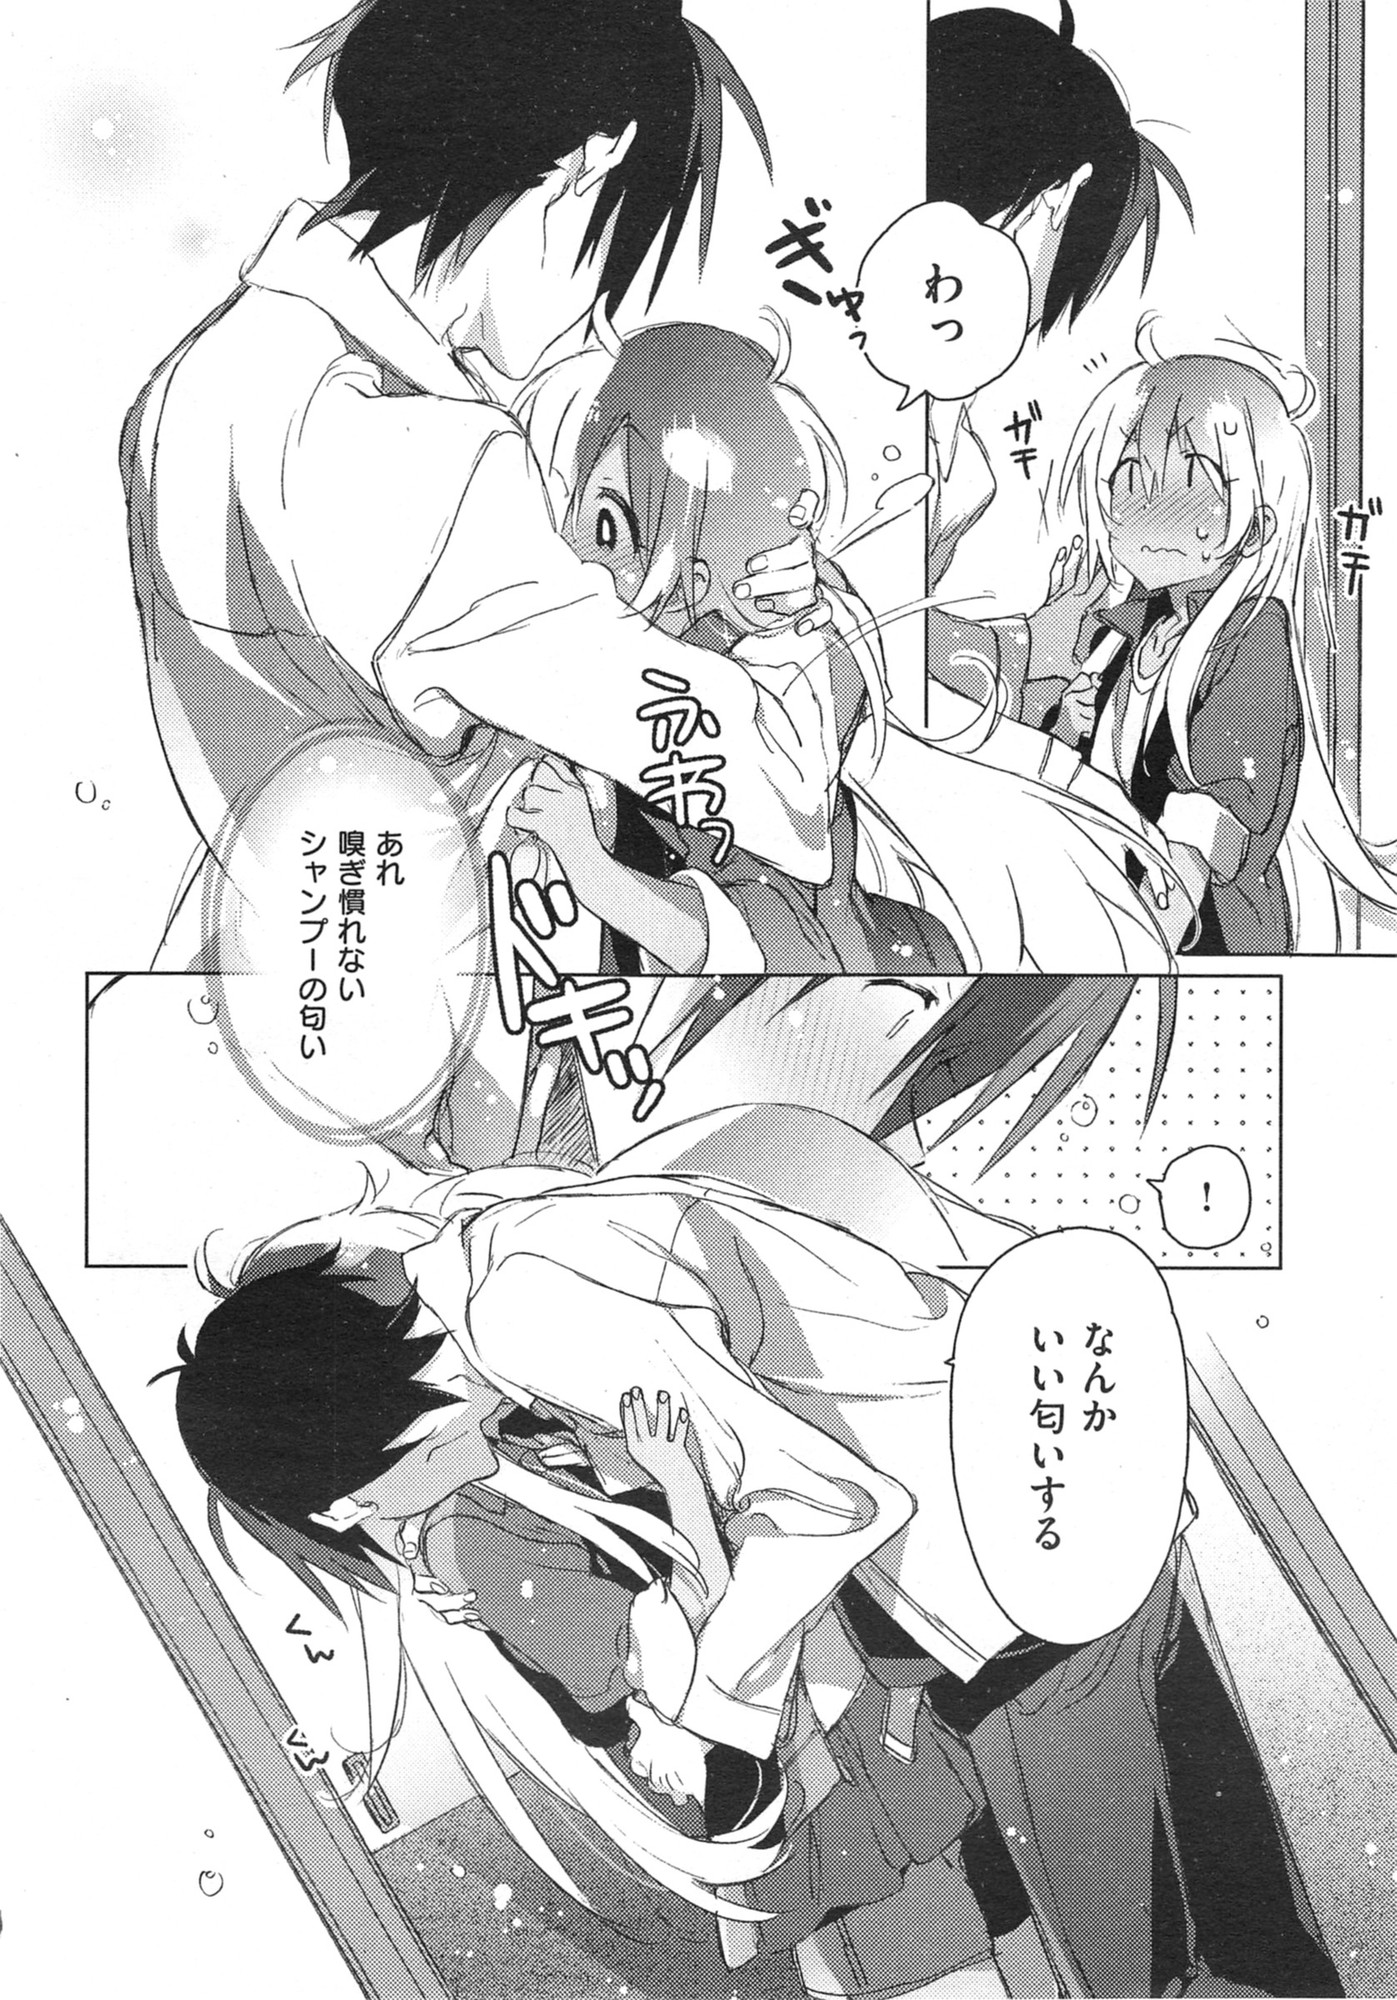 ガチ
ガチ
わっ
ギュゥ
ふわっ
ドキッ
あれ
嗅ぎ慣れない
シャンプーの匂い
！
なんか
いい匂いする
くん
くん